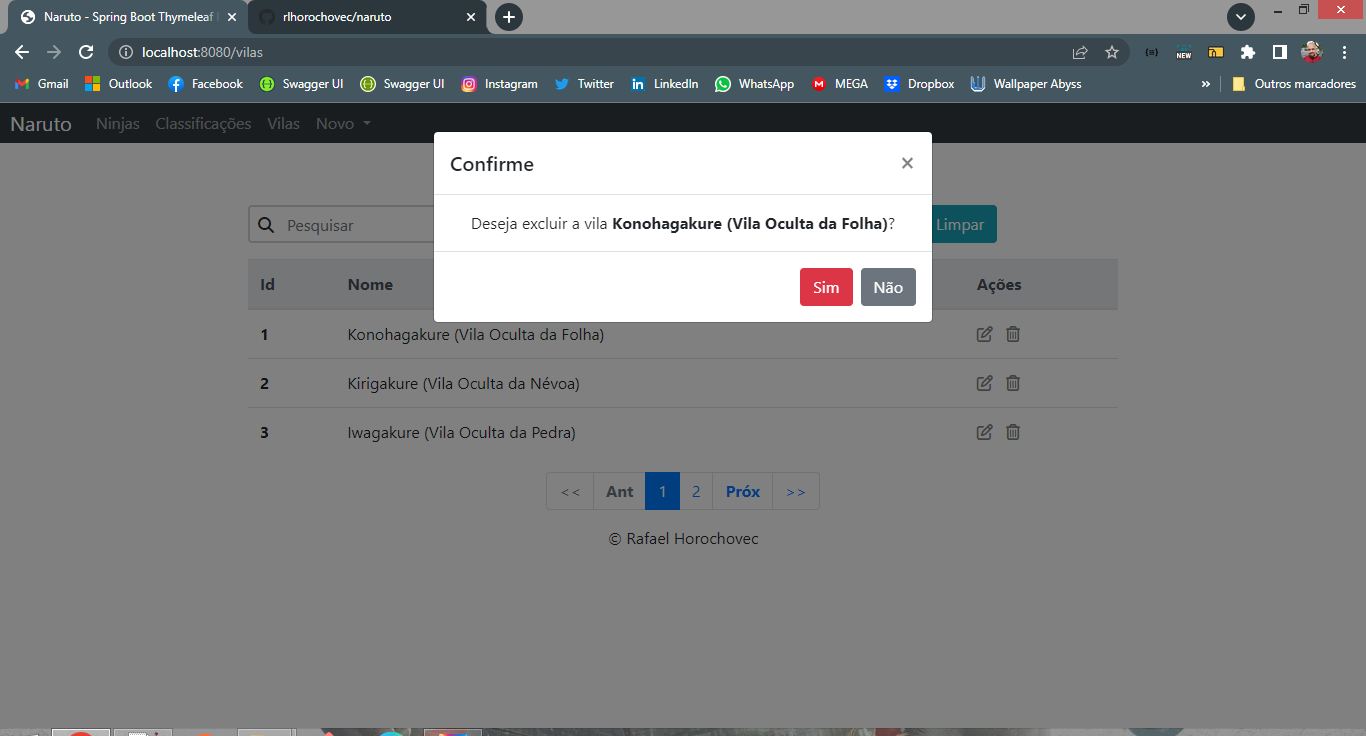 Naruto - Spring Boot Thymeleaf
rlhorochovec/naruto
localhost:8080/vilas
NEW
Gmail Outlook Facebook Swagger UI Swagger UI Instagram Twitter LinkedIn WhatsApp MEGA Dropbox Wallpaper Abyss » Outros marcadores
Naruto Ninjas Classificações Vilas Novo
Confirme ×
Deseja excluir a vila Konohagakure (Vila Oculta da Folha)?
Sim Não
Pesquisar Limpar
Id Nome Ações
1 Konohagakure (Vila Oculta da Folha)
2 Kirigakure (Vila Oculta da Névoa)
3 Iwagakure (Vila Oculta da Pedra)
<< Ant 1 2 Próx >>
© Rafael Horochovec